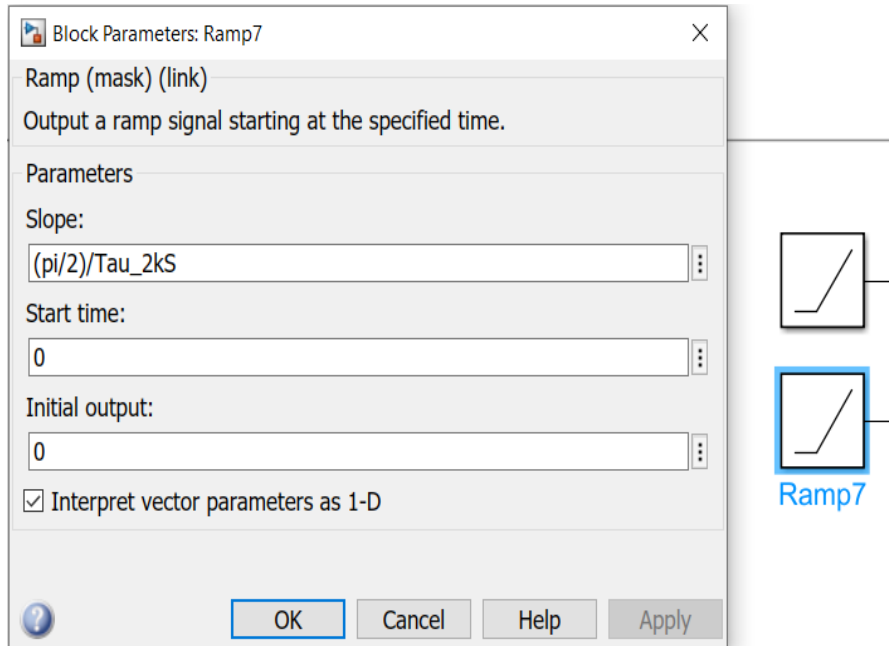 Block Parameters: Ramp7
Ramp (mask) (link)
Output a ramp signal starting at the specified time.
Parameters
Slope:
(pi/2)/Tau_2kS
Start time:
0
Initial output:
0
Interpret vector parameters as 1-D
OK Cancel Help Apply
Ramp7